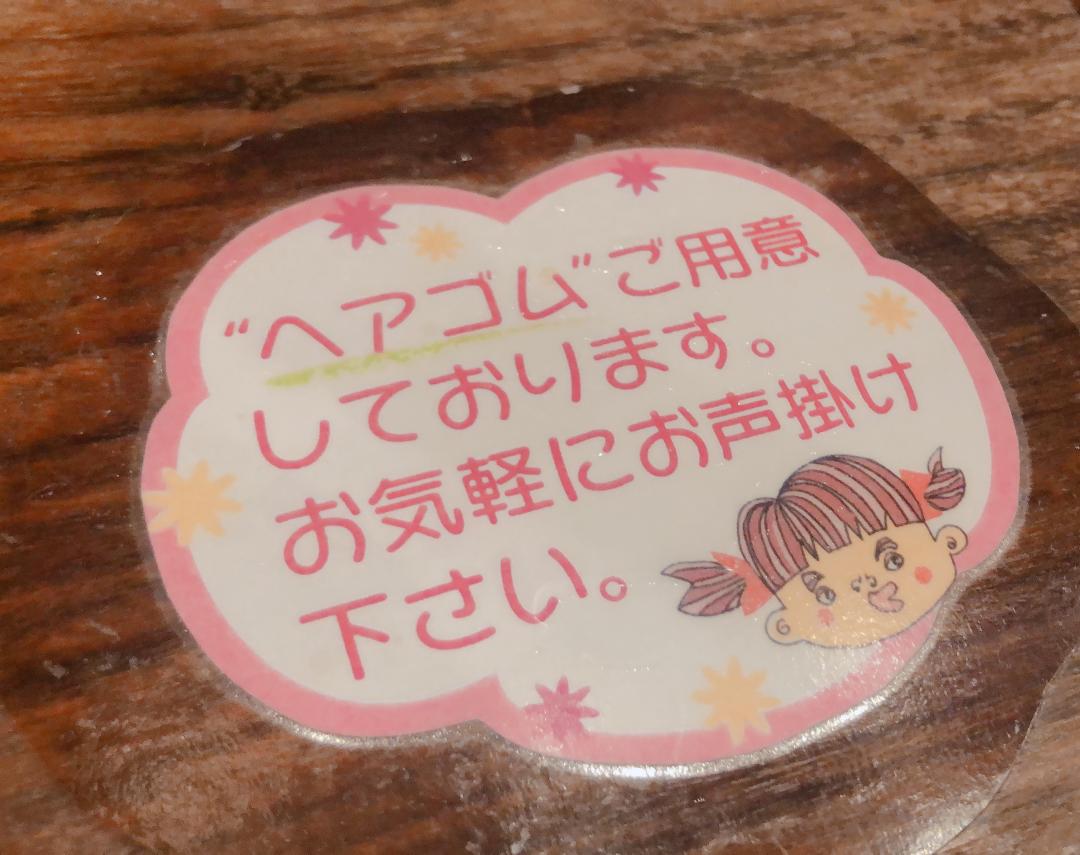 “ヘアゴム”ご用意
しております。
お気軽にお声掛け
下さい。